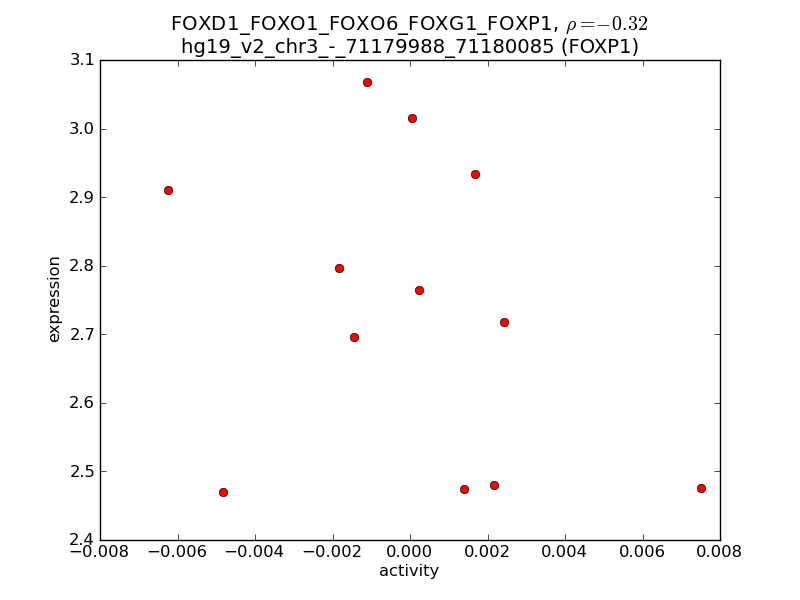 FOXD1_FOXO1_FOXO6_FOXG1_FOXP1, ρ=−0.32
hg19_v2_chr3_-_71179988_71180085 (FOXP1)
3.1
3.0
2.9
2.8
2.7
2.6
2.5
2.4
expression
−0.008 −0.006 −0.004 −0.002 0.000 0.002 0.004 0.006 0.008
activity